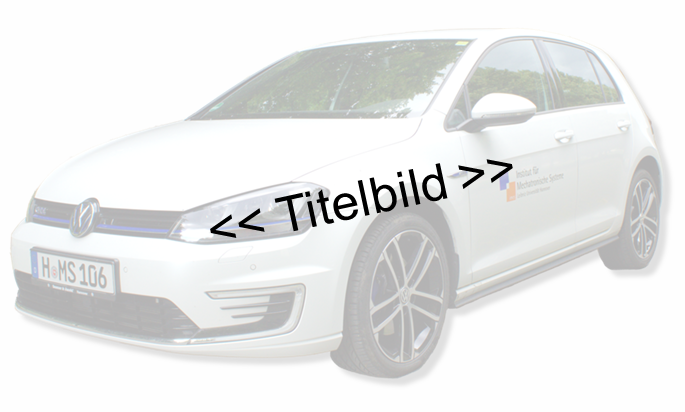 << Titelbild >>
Institut für
Mechatronische Systeme
H MS 106